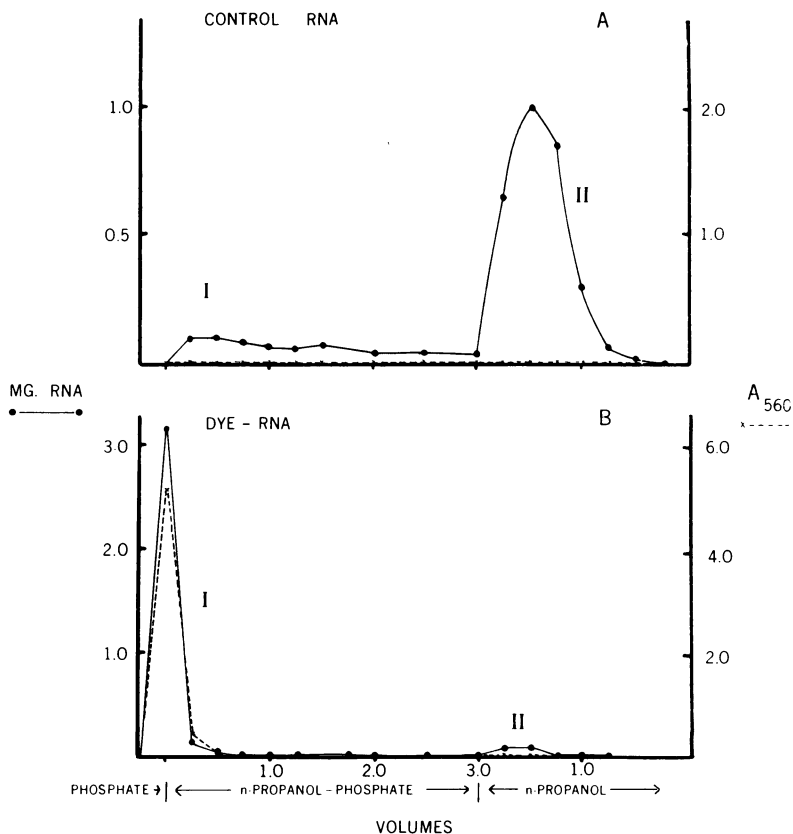 CONTROL RNA
A
1.0
0.5
2.0
1.0
I
II
MG. RNA
A 560
DYE - RNA
B
3.0
2.0
1.0
6.0
4.0
2.0
I
II
1.0 2.0 3.0 1.0
PHOSPHATE n-PROPANOL - PHOSPHATE n-PROPANOL
VOLUMES